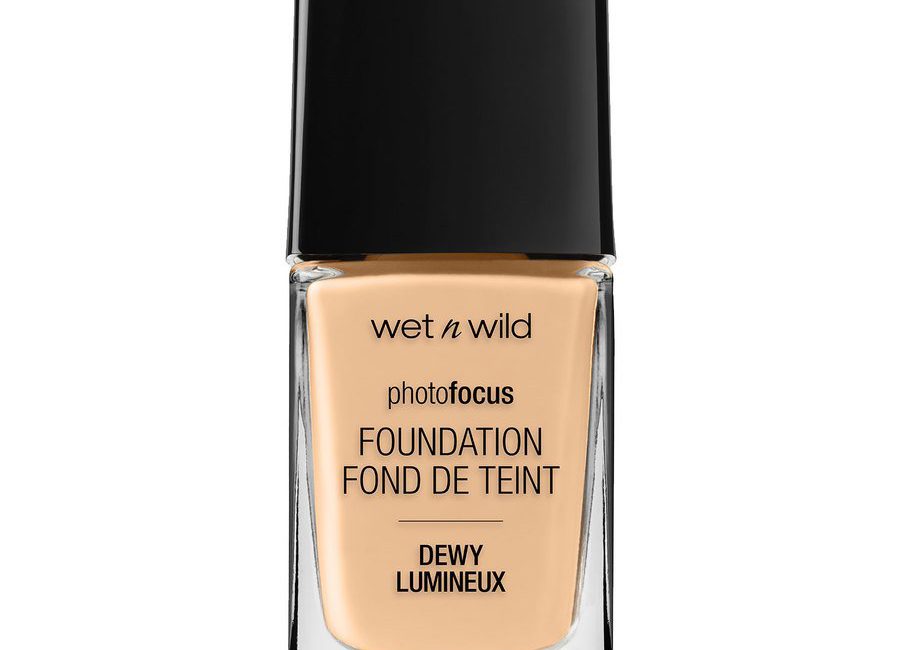 wet n wild
photofocus
FOUNDATION
FOND DE TEINT
DEWY
LUMINEUX